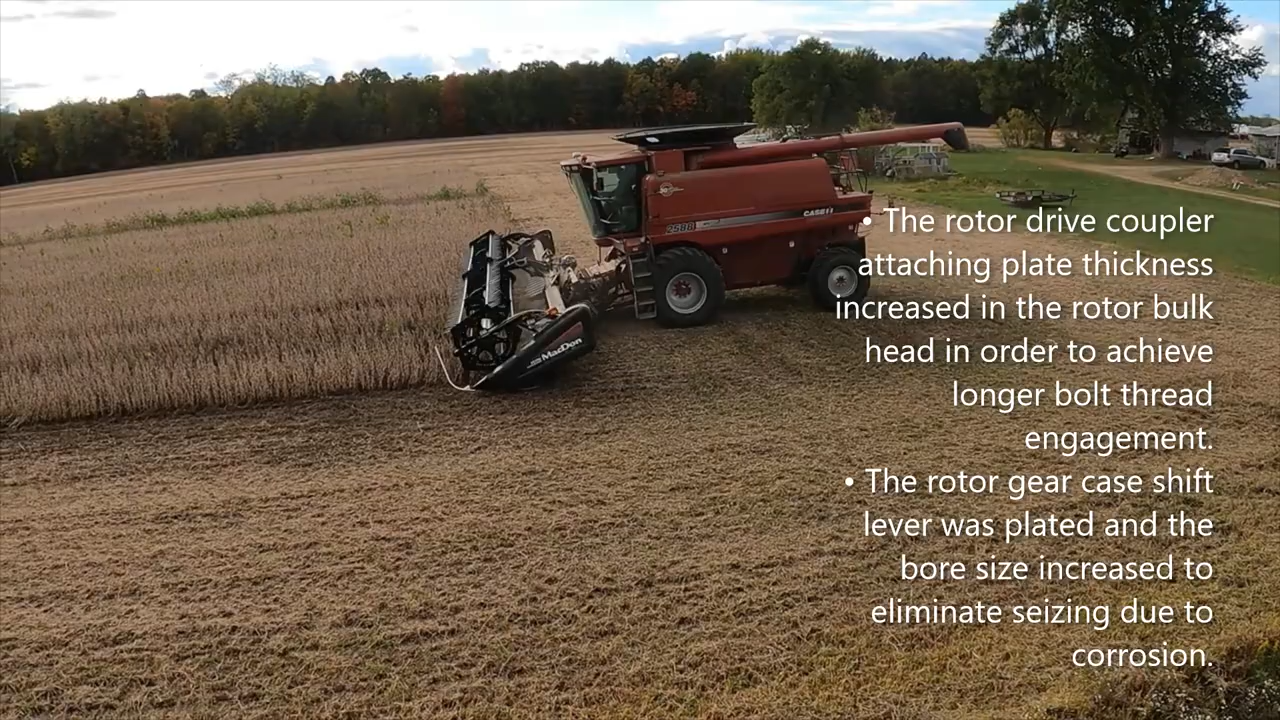 CASE IH
2588
MacDon
• The rotor drive coupler
attaching plate thickness
increased in the rotor bulk
head in order to achieve
longer bolt thread
engagement.
• The rotor gear case shift
lever was plated and the
bore size increased to
eliminate seizing due to
corrosion.